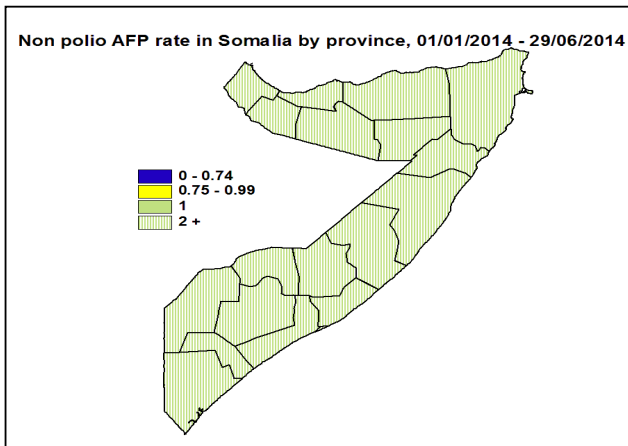 Non polio AFP rate in Somalia by province, 01/01/2014 - 29/06/2014
0 - 0.74
0.75 - 0.99
1
2 +